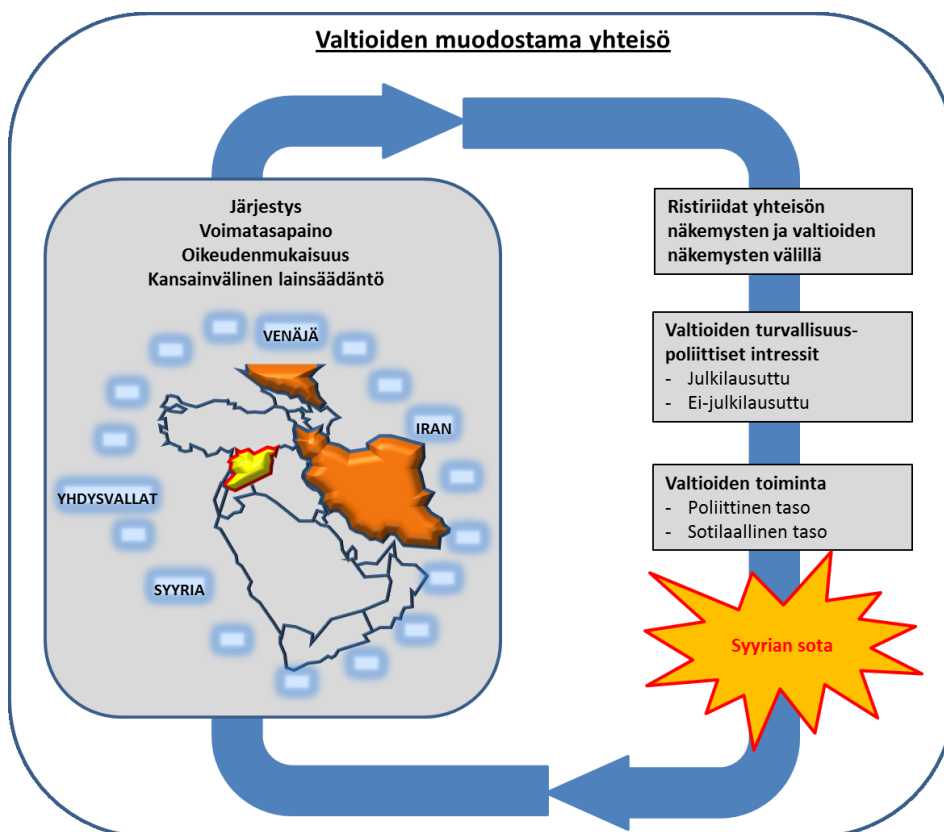 Valtioiden muodostama yhteisö
Järjestys
Voimatasapaino
Oikeudenmukaisuus
Kansainvälinen lainsäädäntö
VENÄJÄ
IRAN
YHDYSVALLAT
SYYRIA
Ristiriidat yhteisön
näkemysten ja valtioiden
näkemysten välillä
Valtioiden turvallisuus-
poliittiset intressit
- Julkilausuttu
- Ei-julkilausuttu
Valtioiden toiminta
- Poliittinen taso
- Sotilaallinen taso
Syyrian sota